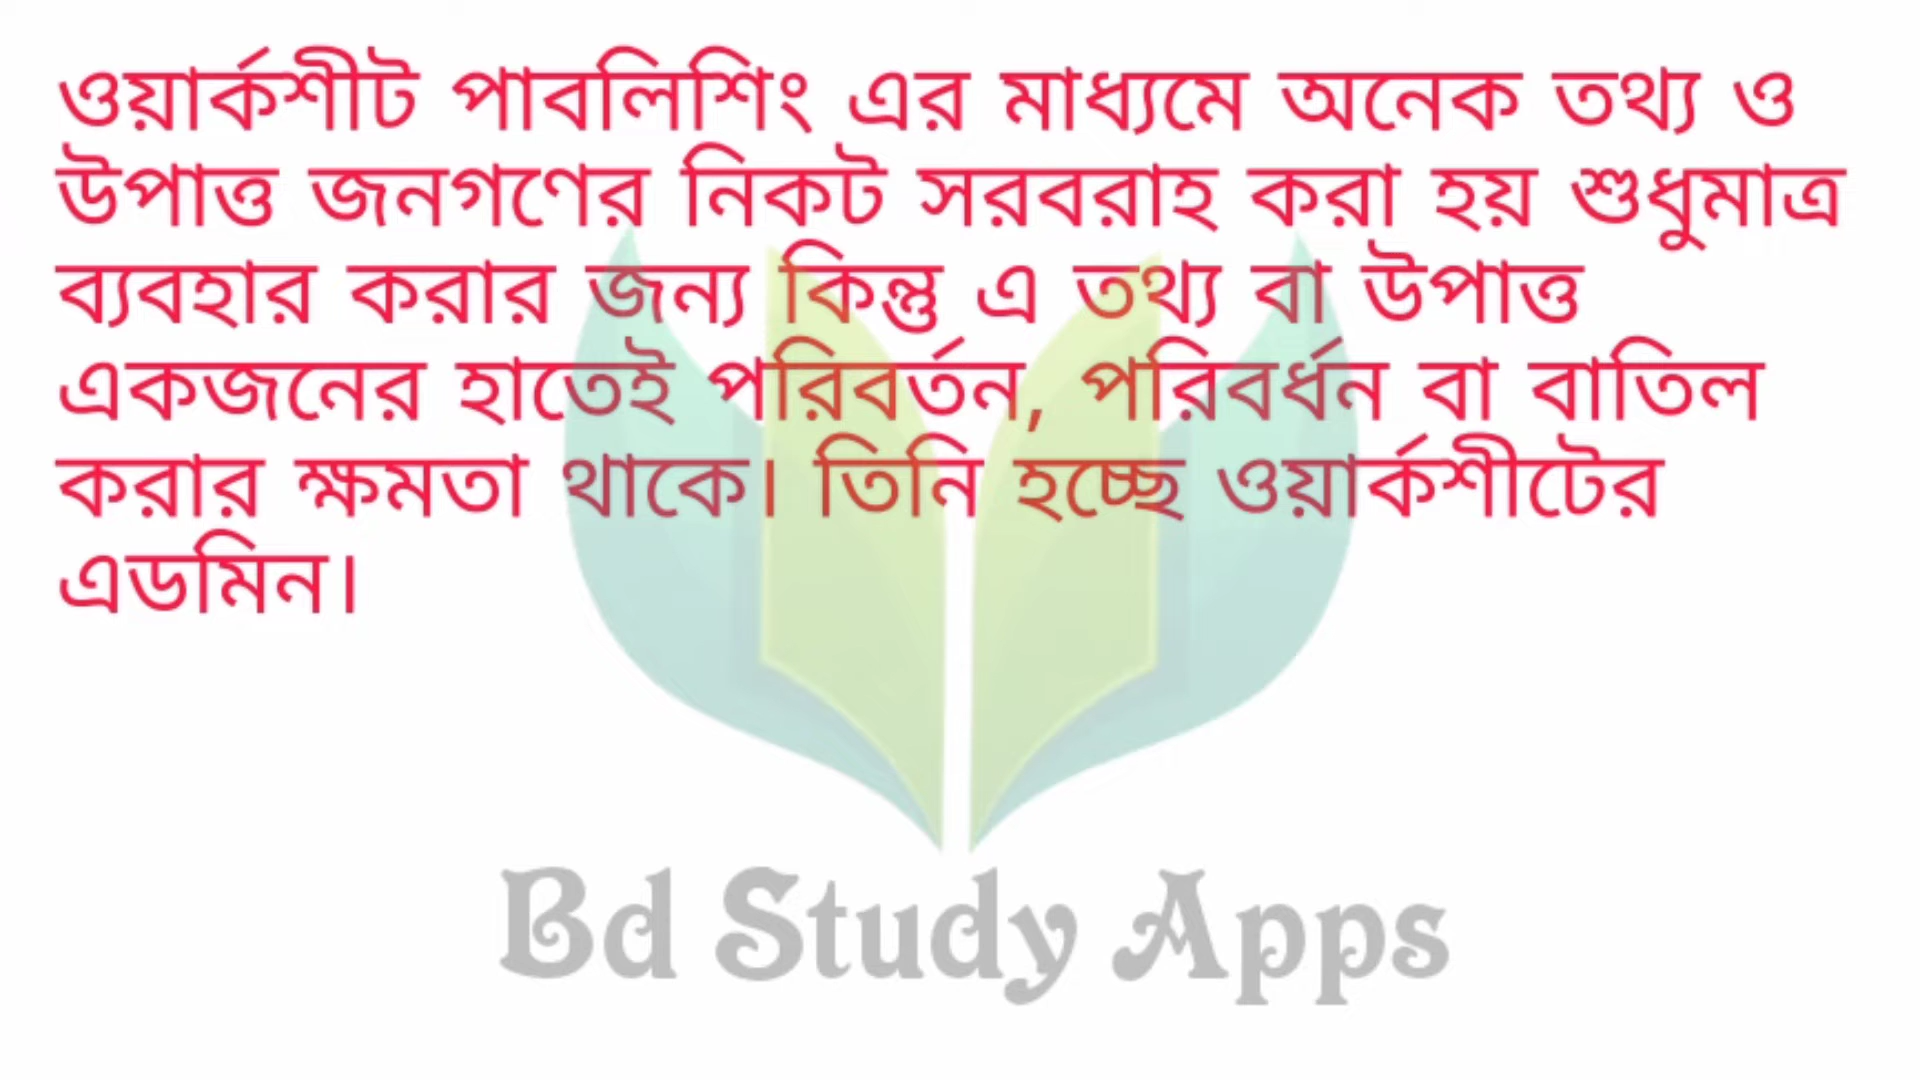 ওয়ার্কশীট পাবলিশিং এর মাধ্যমে অনেক তথ্য ও
উপাত্ত জনগণের নিকট সরবরাহ করা হয় শুধুমাত্র
ব্যবহার করার জন্য কিন্তু এ তথ্য বা উপাত্ত
একজনের হাতেই পরিবর্তন, পরিবর্ধন বা বাতিল
করার ক্ষমতা থাকে। তিনি হচ্ছে ওয়ার্কশীটের
এডমিন।
Bd Study Apps